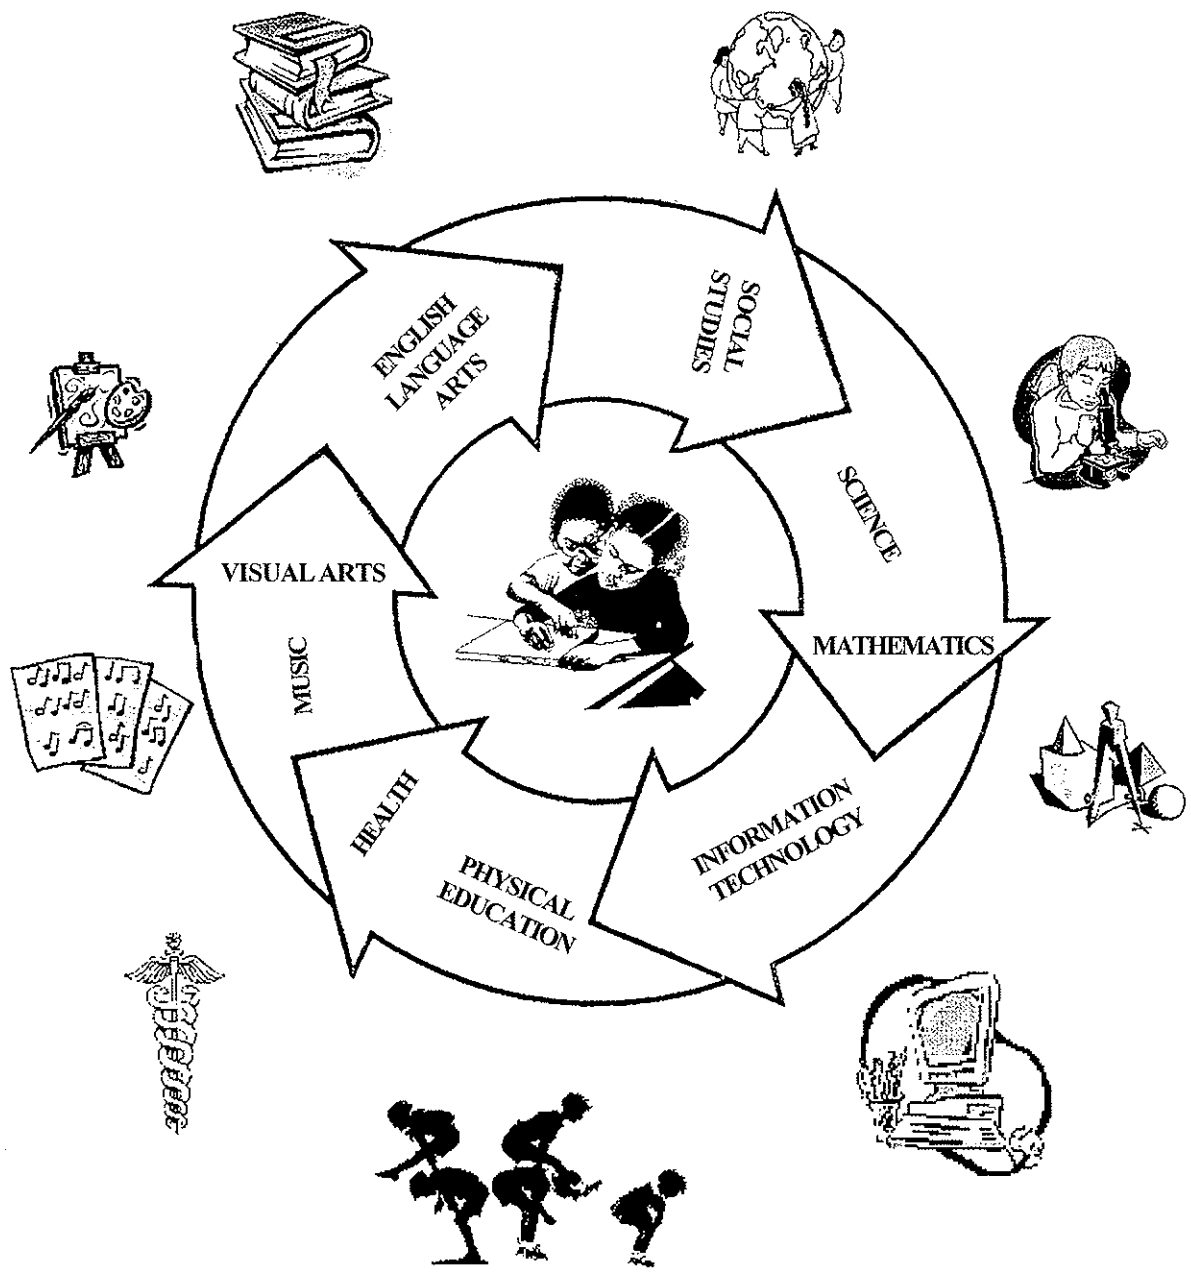 ENGLISH
LANGUAGE
ARTS
SOCIAL
STUDIES
SCIENCE
MATHEMATICS
INFORMATION
TECHNOLOGY
PHYSICAL
EDUCATION
HEALTH
MUSIC
VISUAL ARTS